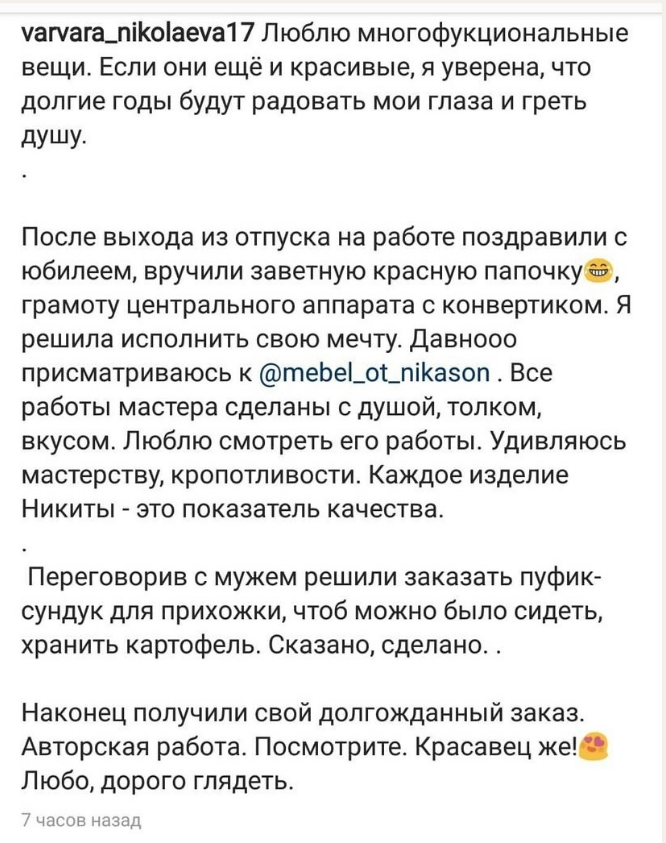 varvara_nikolaeva17 Люблю многофукциональные
вещи. Если они ещё и красивые, я уверена, что
долгие годы будут радовать мои глаза и греть
душу.
.
После выхода из отпуска на работе поздравили с
юбилеем, вручили заветную красную папочку😁,
грамоту центрального аппарата с конвертиком. Я
решила исполнить свою мечту. Давнооо
присматриваюсь к @mebel_ot_nikason . Все
работы мастера сделаны с душой, толком,
вкусом. Люблю смотреть его работы. Удивляюсь
мастерству, кропотливости. Каждое изделие
Никиты - это показатель качества.
.
Переговорив с мужем решили заказать пуфик-
сундук для прихожки, чтоб можно было сидеть,
хранить картофель. Сказано, сделано. .
Наконец получили свой долгожданный заказ.
Авторская работа. Посмотрите. Красавец же!😍
Любо, дорого глядеть.
7 часов назад